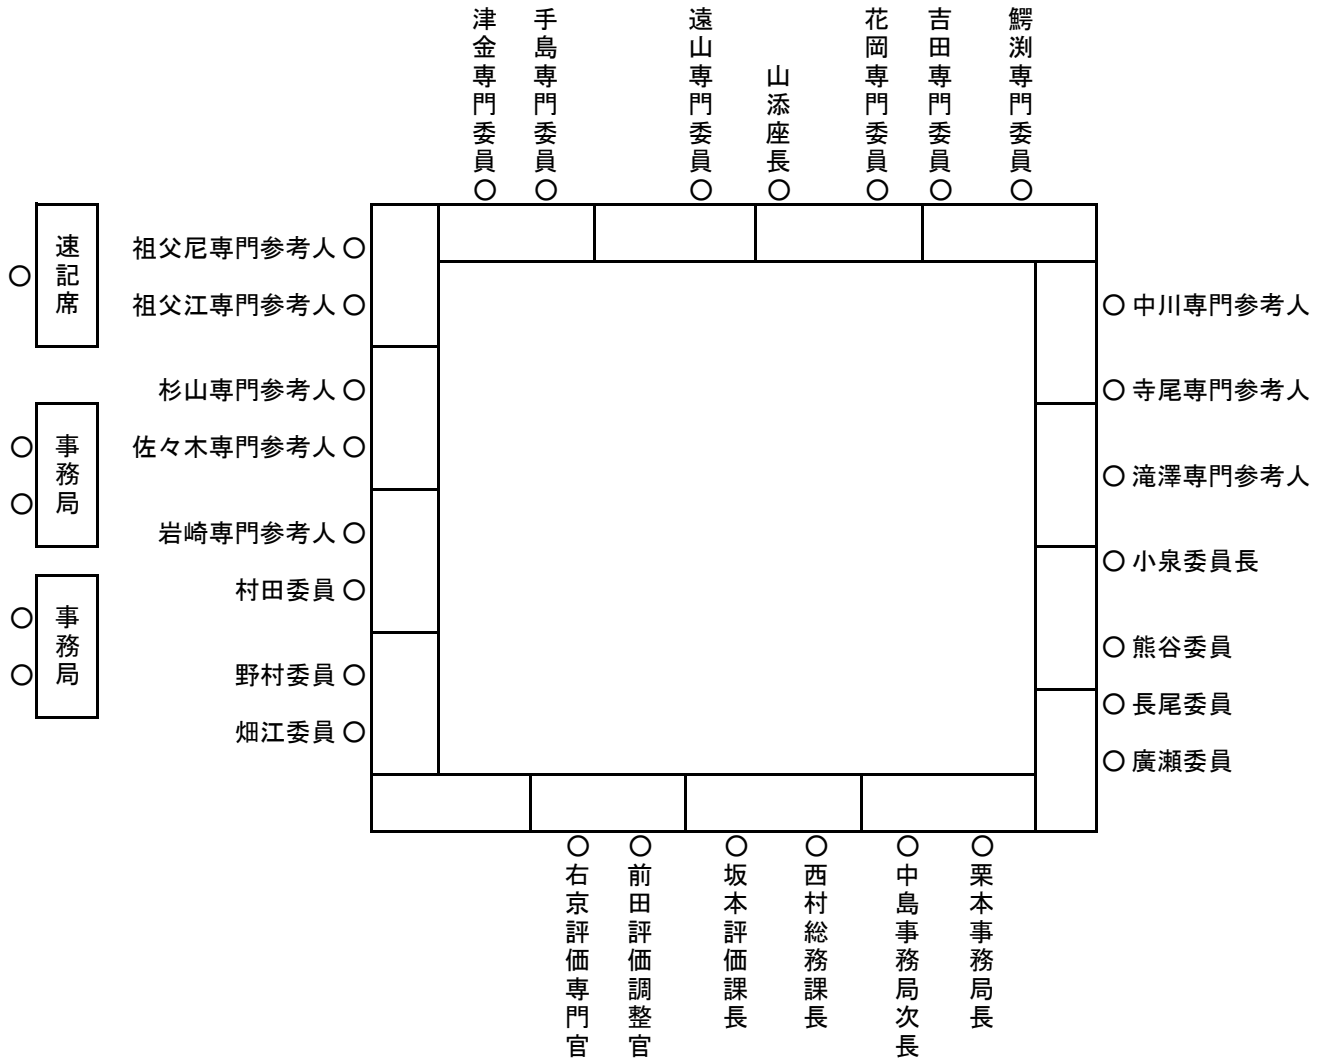 津金専門委員
手島専門委員
遠山専門委員
山添座長
花岡専門委員
吉田専門委員
鰐渕専門委員
速記席
事務局
事務局
祖父尼専門参考人
祖父江専門参考人
杉山専門参考人
佐々木専門参考人
岩崎専門参考人
村田委員
野村委員
畑江委員
中川専門参考人
寺尾専門参考人
滝澤専門参考人
小泉委員長
熊谷委員
長尾委員
廣瀬委員
右京評価専門官
前田評価調整官
坂本評価課長
西村総務課長
中島事務局次長
栗本事務局長